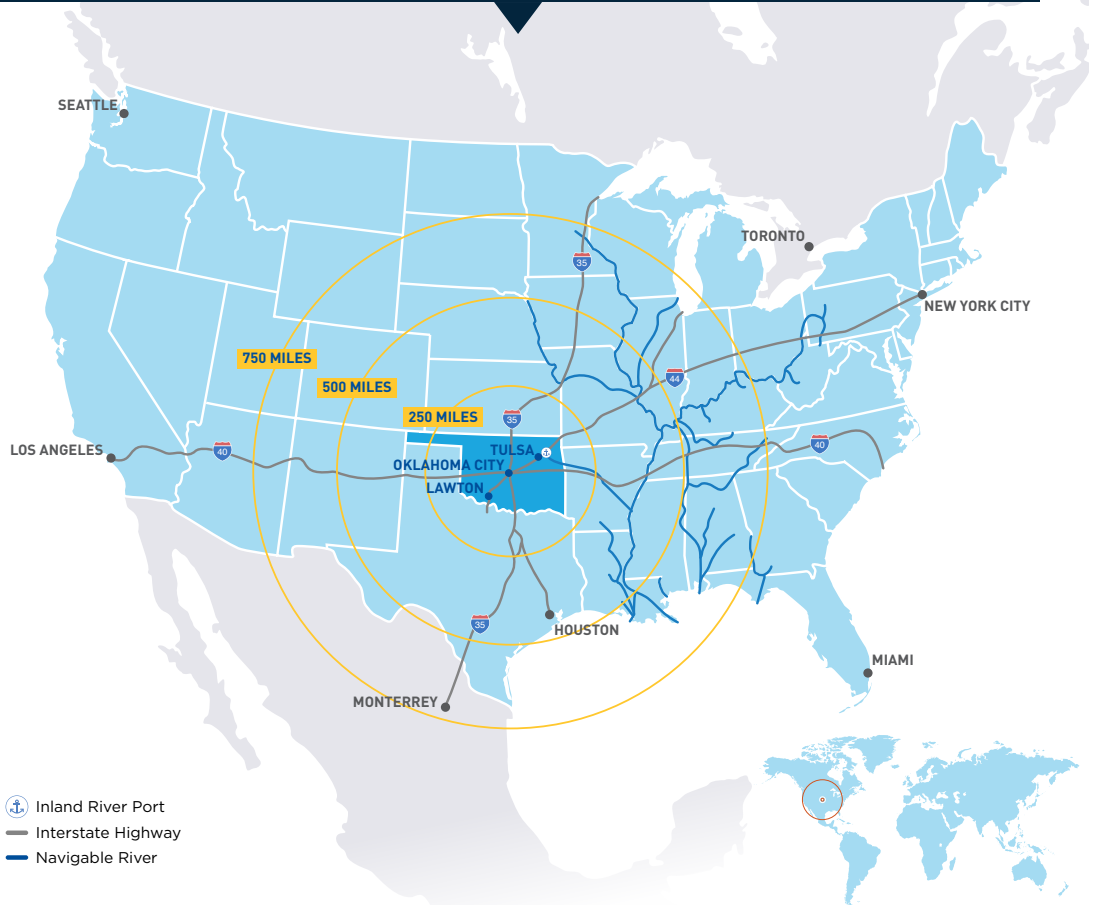 SEATTLE
TORONTO
35
NEW YORK CITY
750 MILES
500 MILES
44
250 MILES
35
LOS ANGELES
40
TULSA
40
OKLAHOMA CITY
LAWTON
35
HOUSTON
MIAMI
MONTERREY
Inland River Port
Interstate Highway
Navigable River